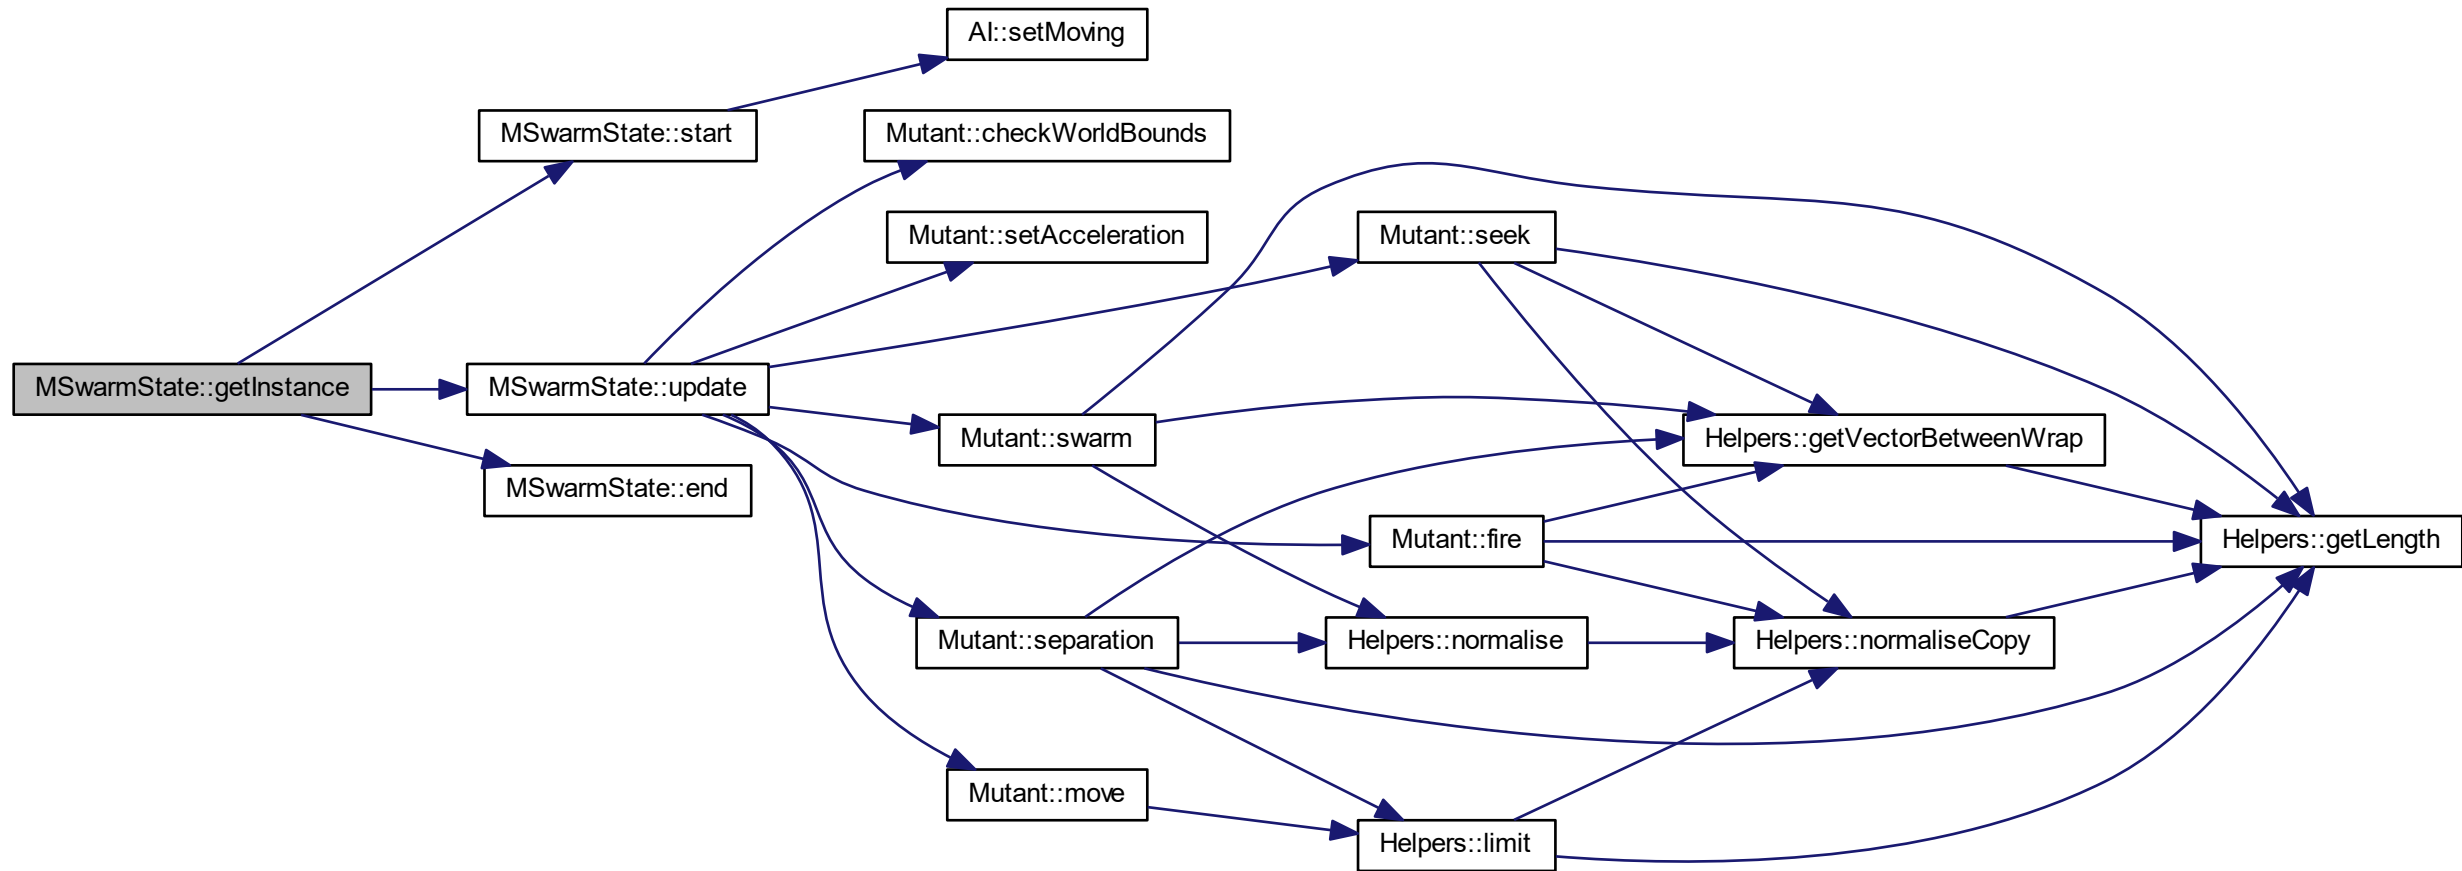 AI::setMoving
MSwarmState::start
Mutant::checkWorldBounds
Mutant::setAcceleration
Mutant::seek
MSwarmState::getInstance
MSwarmState::update
Mutant::swarm
Helpers::getVectorBetweenWrap
MSwarmState::end
Mutant::fire
Helpers::getLength
Mutant::separation
Helpers::normalise
Helpers::normaliseCopy
Mutant::move
Helpers::limit